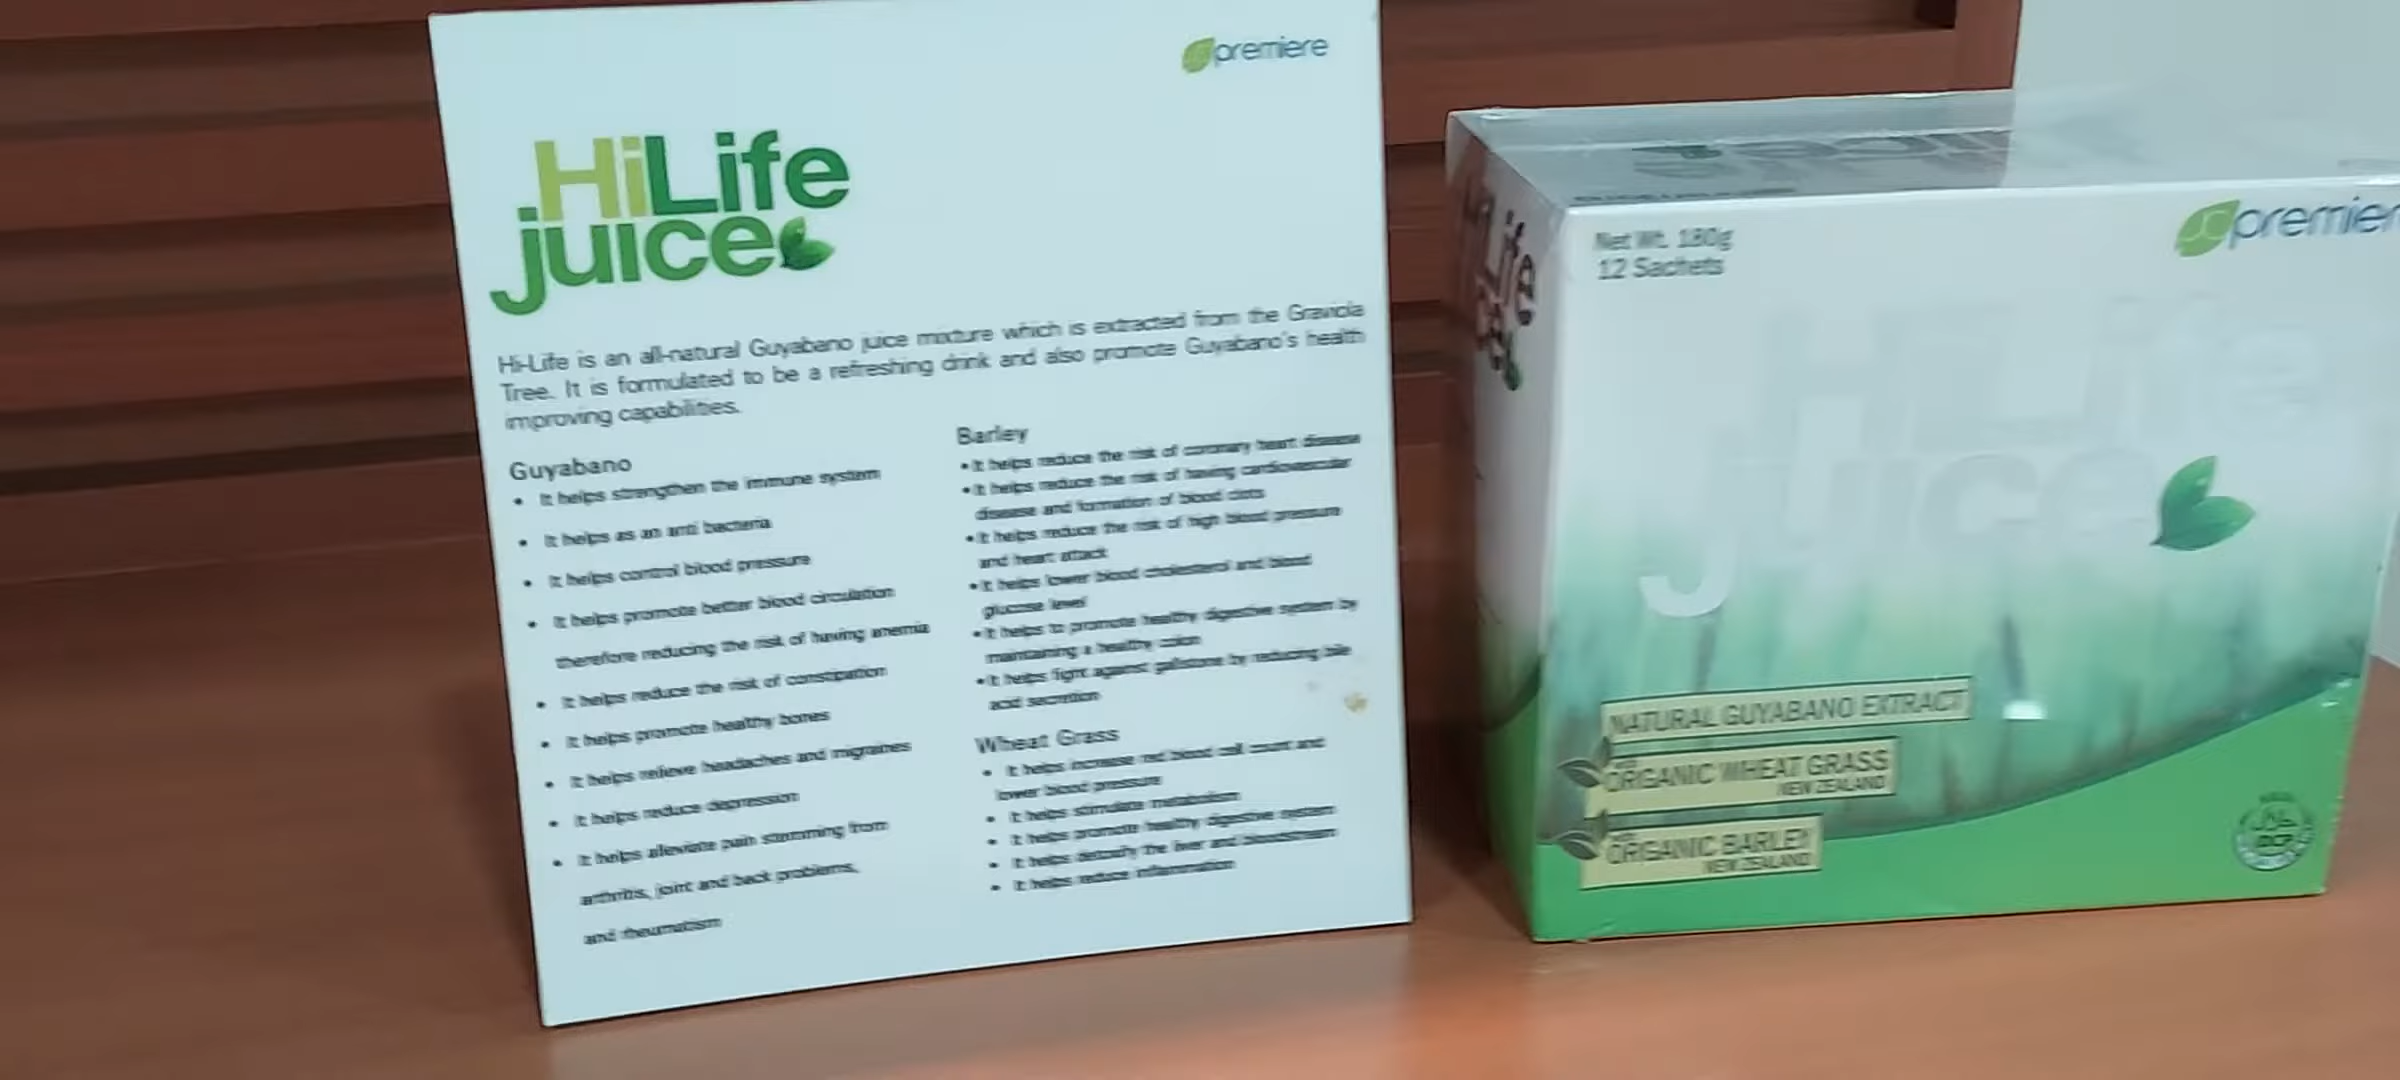 premiere
HiLife
juice
Hi-Life is an all-natural Guyabano juice mixture which is extracted from the Graviola
Tree. It is formulated to be a refreshing drink and also promote Guyabano's health
improving capabilities.
Guyabano
• It helps strengthen the immune system
• It helps as an anti bacteria
• It helps control blood pressure
• It helps promote better blood circulation
therefore reducing the risk of having anemia
• It helps reduce the risk of constipation
• It helps promote healthy bones
• It helps relieve headaches and migraines
• It helps reduce depression
• It helps alleviate pain stemming from
arthritis, joint and back problems,
and rheumatism
Barley
• It helps reduce the risk of coronary heart disease
• It helps reduce the risk of having cardiovascular
disease and formation of blood clots
• It helps reduce the risk of high blood pressure
and heart attack
• It helps lower blood cholesterol and blood
glucose level
• It helps to promote healthy digestive system by
maintaining a healthy colon
• It helps fight against gallstone by reducing bile
acid secretion
Wheat Grass
• It helps increase red blood cell count and
lower blood pressure
• It helps stimulate metabolism
• It helps promote healthy digestive system
• It helps detoxify the liver and bloodstream
• It helps reduce inflammation
Net Wt. 180g
12 Sachets
premier
HiLife
juice
NATURAL GUYABANO EXTRACT
ORGANIC WHEAT GRASS
NEW ZEALAND
ORGANIC BARLEY
NEW ZEALAND